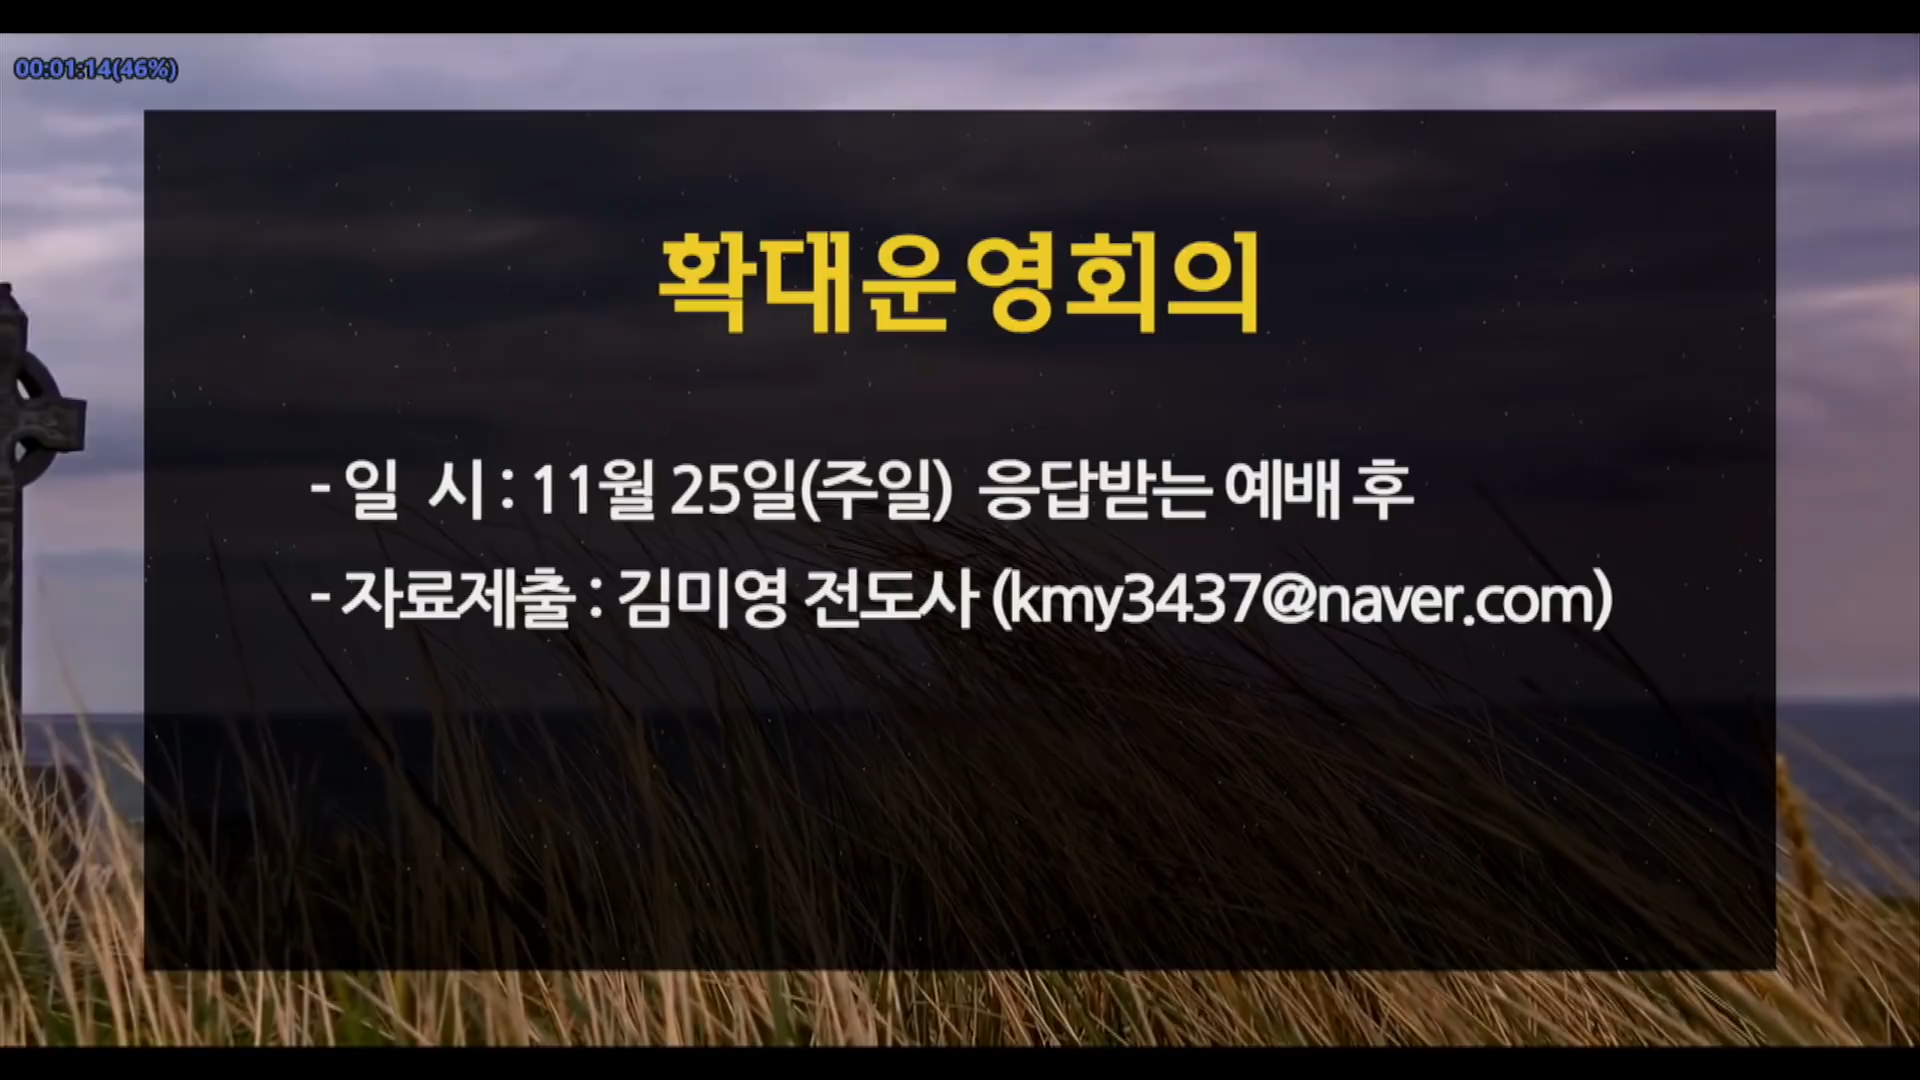 00:01:14(46%)
확대운영회의
- 일 시 : 11월 25일(주일) 응답받는 예배 후
- 자료제출 : 김미영 전도사 (kmy3437@naver.com)